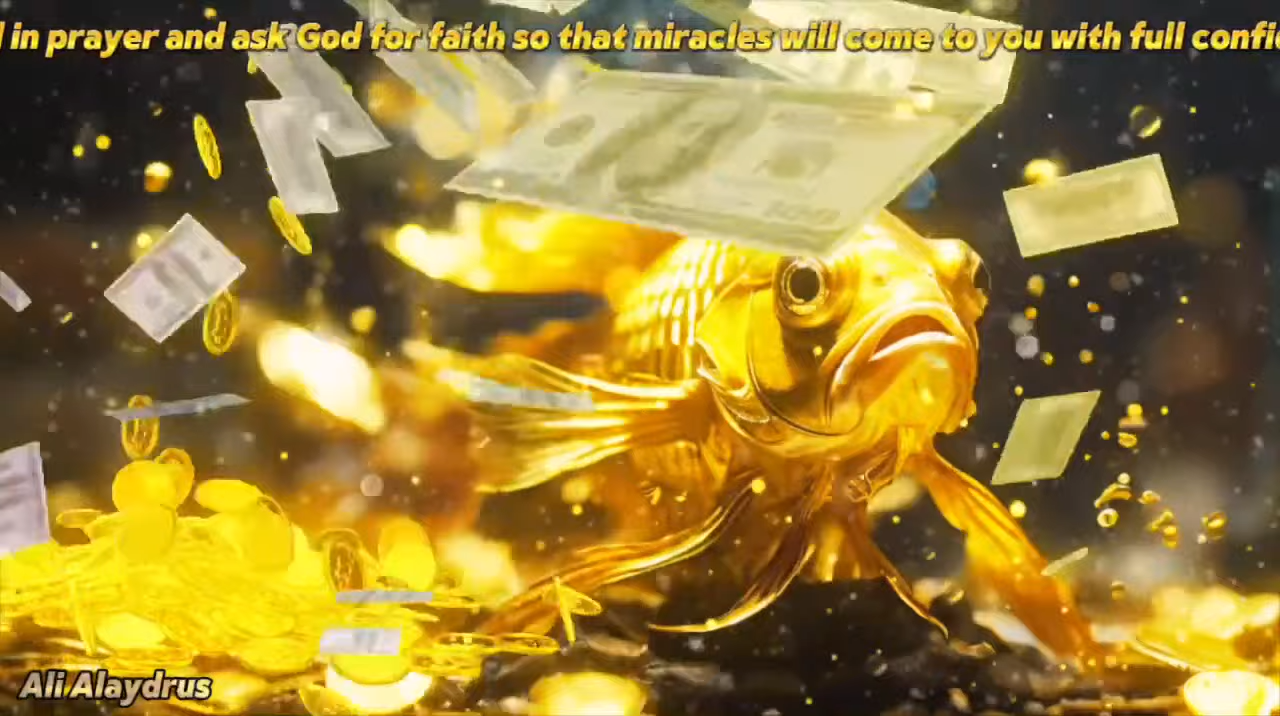 in prayer and ask God for faith so that miracles will come to you with full
Ali Alaydrus